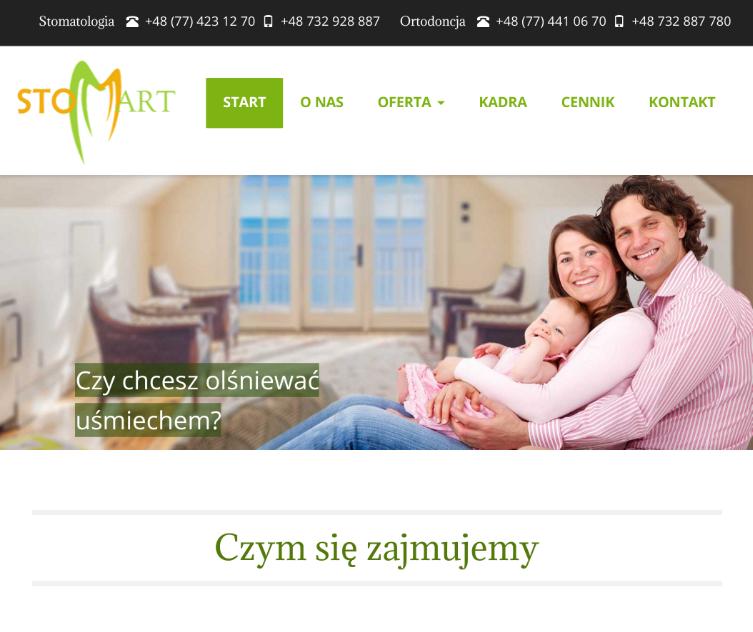 Stomatologia +48 (77) 423 12 70 +48 732 928 887 Ortodoncja +48 (77) 441 06 70 +48 732 887 780
STOMART
START O NAS OFERTA KADRA CENNIK KONTAKT
Czy chcesz olśniewać
uśmiechem?
Czym się zajmujemy